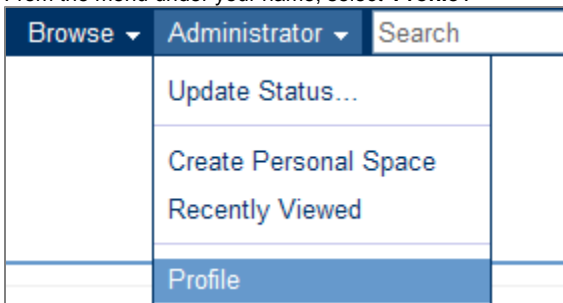 From the menu under your name, select 'Profile'.
Browse Administrator Search
Update Status...
Create Personal Space
Recently Viewed
Profile